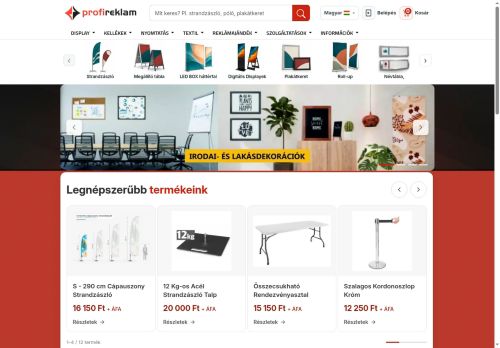 profireklam
Mit keres? Pl. strandzászló, póló, plakátkeret
Magyar
Belépés
0
Kosár
DISPLAY
KELLÉKEK
NYOMTATÁS
TEXTIL
REKLÁMAJÁNDÉK
SZOLGÁLTATÁSOK
INFORMÁCIÓK
Strandzászló
Megállító tábla
LED BOX háttérfal
Digitális Displayek
Plakátkeret
Roll-up
Névtábla,
IRODAI- ÉS LAKÁSDEKORÁCIÓK
Legnépszerűbb termékeink
12kg
S - 290 cm Cápauszony
Strandzászló
16 150 Ft + ÁFA
Részletek
12 Kg-os Acél
Strandzászló Talp
20 000 Ft + ÁFA
Részletek
Összecsukható
Rendezvényasztal
15 150 Ft + ÁFA
Részletek
Szalagos Kordonoszlop
Króm
12 250 Ft + ÁFA
Részletek
1–4 / 12 termék